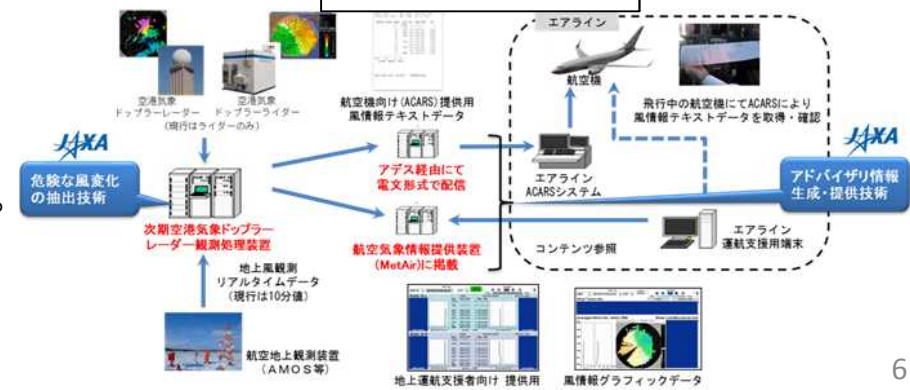 エアライン
航空機
空港気象
ドップラーレーダー
空港気象
ドップラーライダー
(現行はライダーのみ)
航空機向け(ACARS)提供用
風情報テキストデータ
飛行中の航空機にてACARSにより
風情報テキストデータを取得・確認
JAXA
危険な風変化
の抽出技術
アデス経由にて
電文形式で配信
エアライン
ACARSシステム
JAXA
アドバイザリ情報
生成・提供技術
次期空港気象ドップラー
レーダー観測処理装置
航空気象情報提供装置
(MetAir)に掲載
コンテンツ参照
エアライン
運航支援用端末
地上風観測
リアルタイムデータ
(現行は10分値)
航空地上観測装置
(AMOS等)
地上運航支援者向け 提供用
風情報グラフィックデータ
6